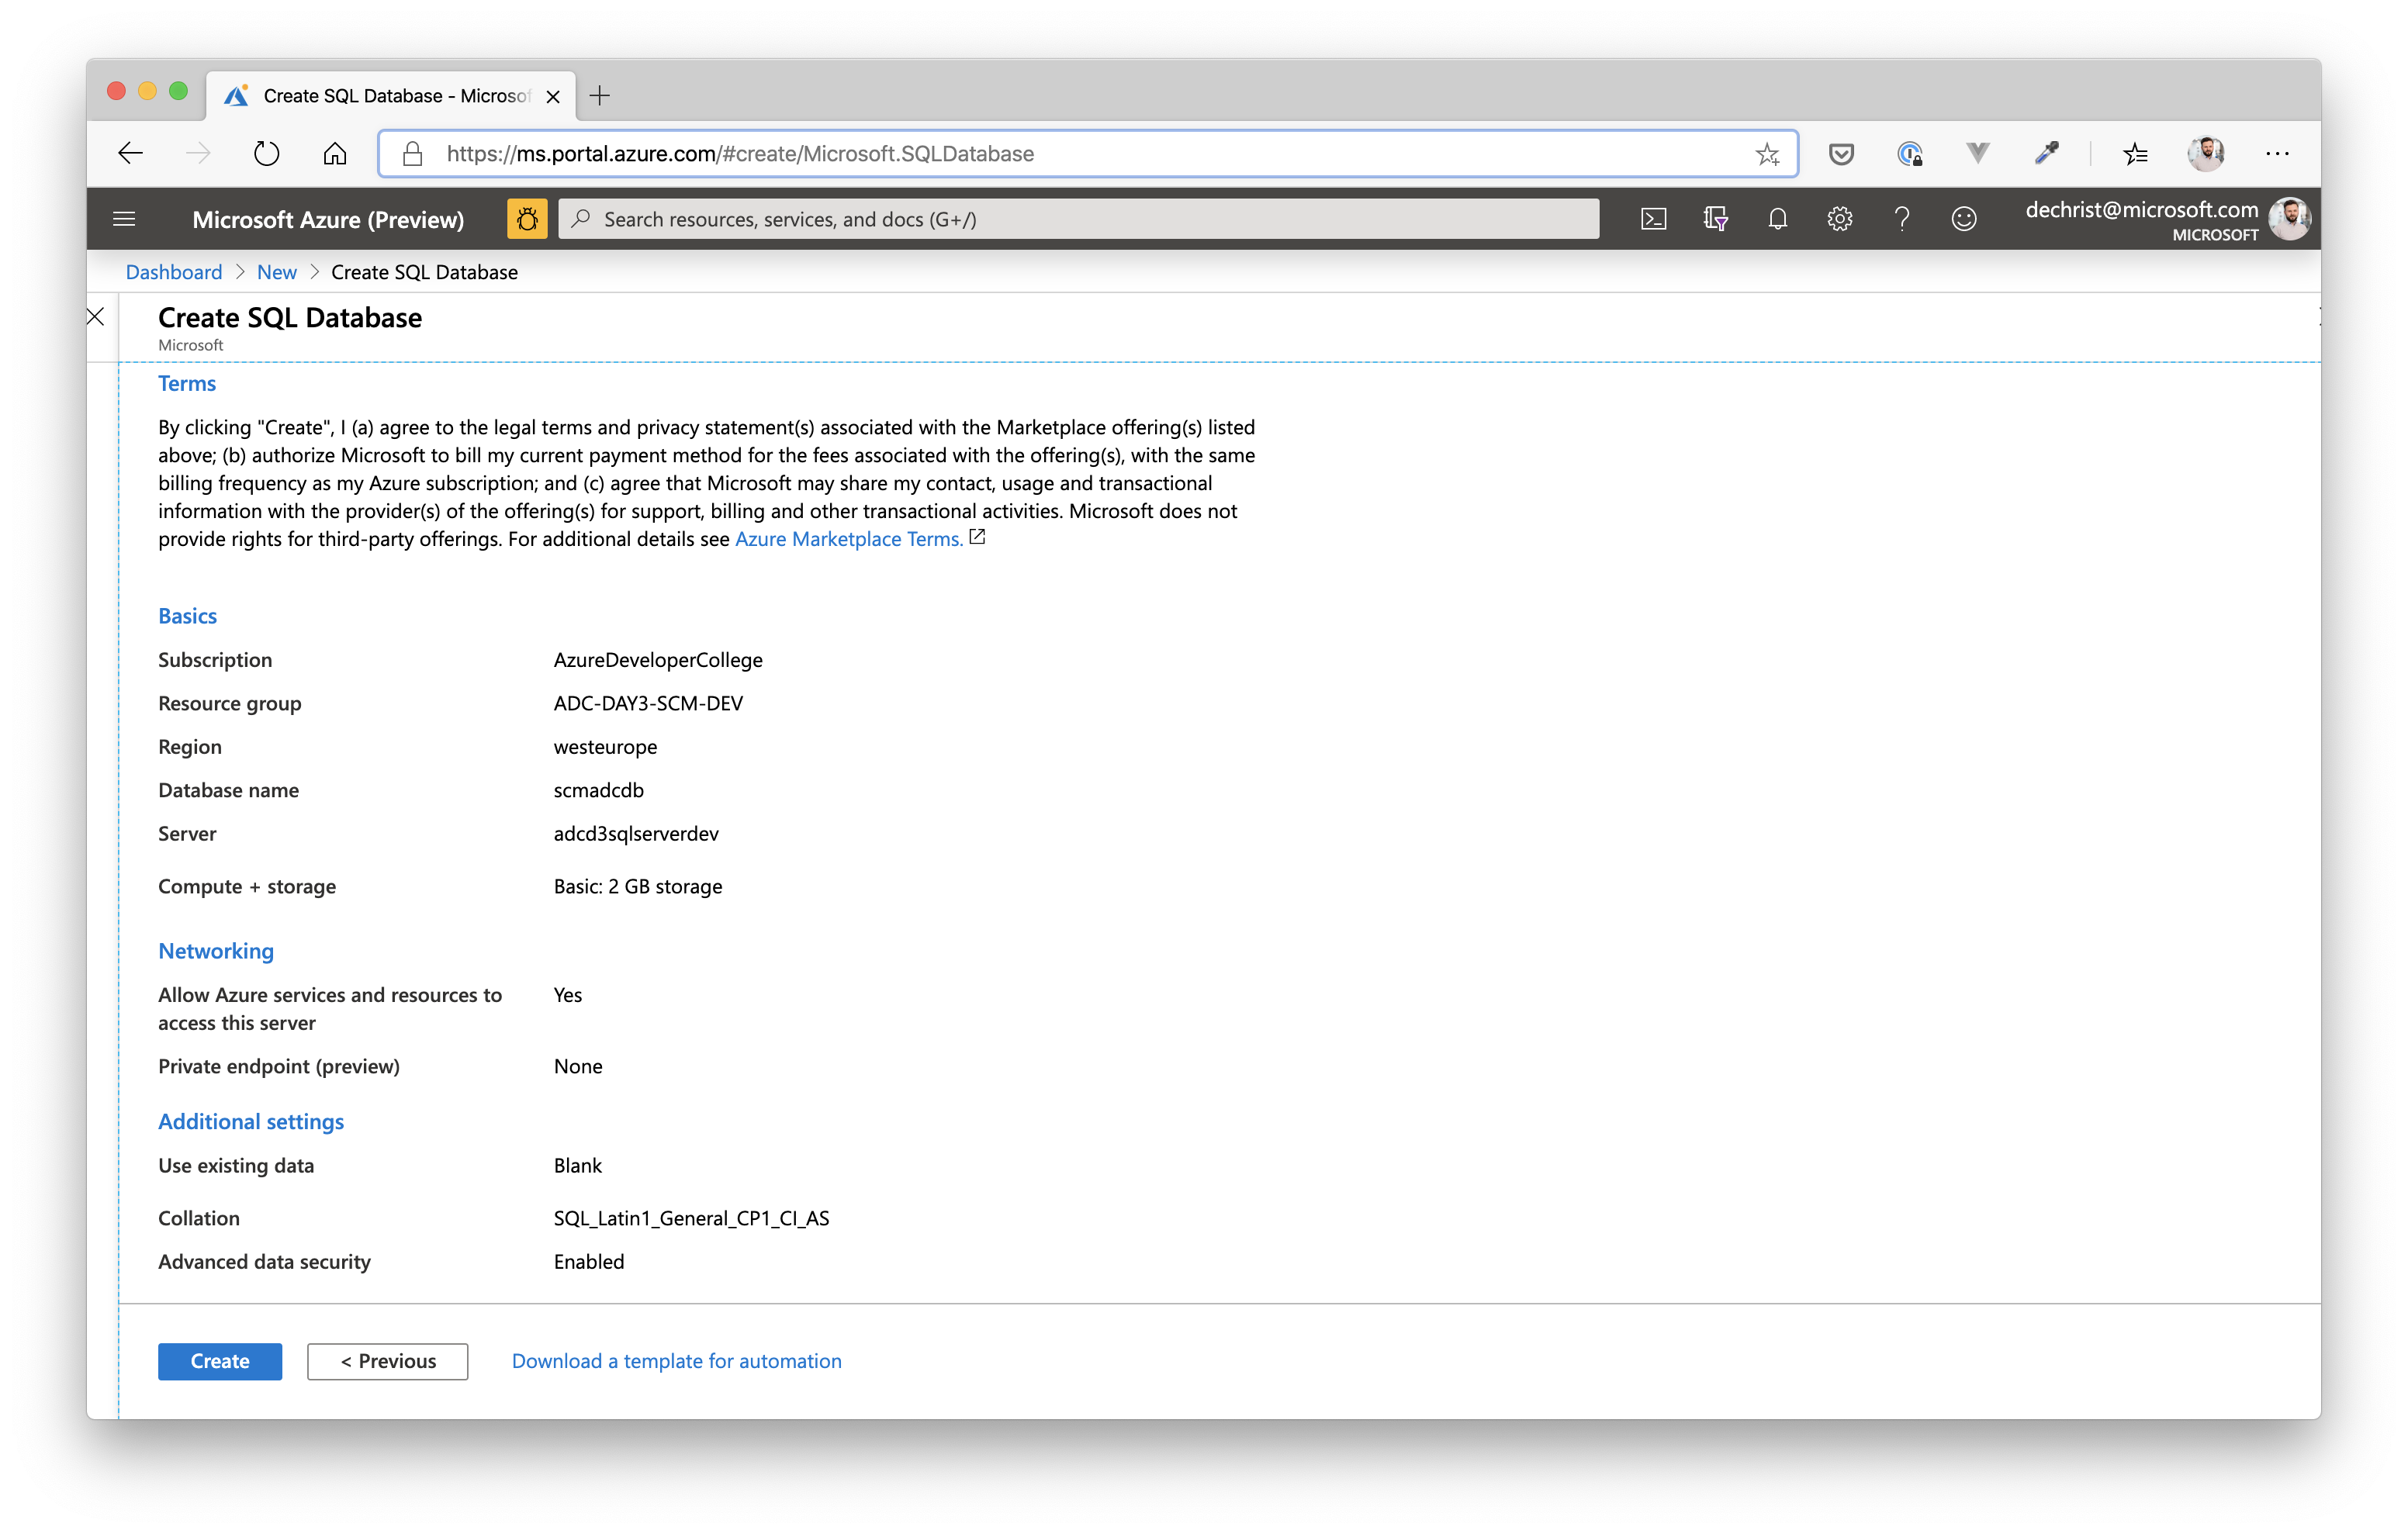 Create SQL Database - Microsof
https://ms.portal.azure.com/#create/Microsoft.SQLDatabase
Microsoft Azure (Preview)
Search resources, services, and docs (G+/)
dechrist@microsoft.com
MICROSOFT
Dashboard > New > Create SQL Database
Create SQL Database
Microsoft
Terms
By clicking "Create", I (a) agree to the legal terms and privacy statement(s) associated with the Marketplace offering(s) listed
above; (b) authorize Microsoft to bill my current payment method for the fees associated with the offering(s), with the same
billing frequency as my Azure subscription; and (c) agree that Microsoft may share my contact, usage and transactional
information with the provider(s) of the offering(s) for support, billing and other transactional activities. Microsoft does not
provide rights for third-party offerings. For additional details see Azure Marketplace Terms.
Basics
Subscription AzureDeveloperCollege
Resource group ADC-DAY3-SCM-DEV
Region westeurope
Database name scmadcdb
Server adcd3sqlserverdev
Compute + storage Basic: 2 GB storage
Networking
Allow Azure services and resources to Yes
access this server
Private endpoint (preview) None
Additional settings
Use existing data Blank
Collation SQL_Latin1_General_CP1_CI_AS
Advanced data security Enabled
Create < Previous Download a template for automation